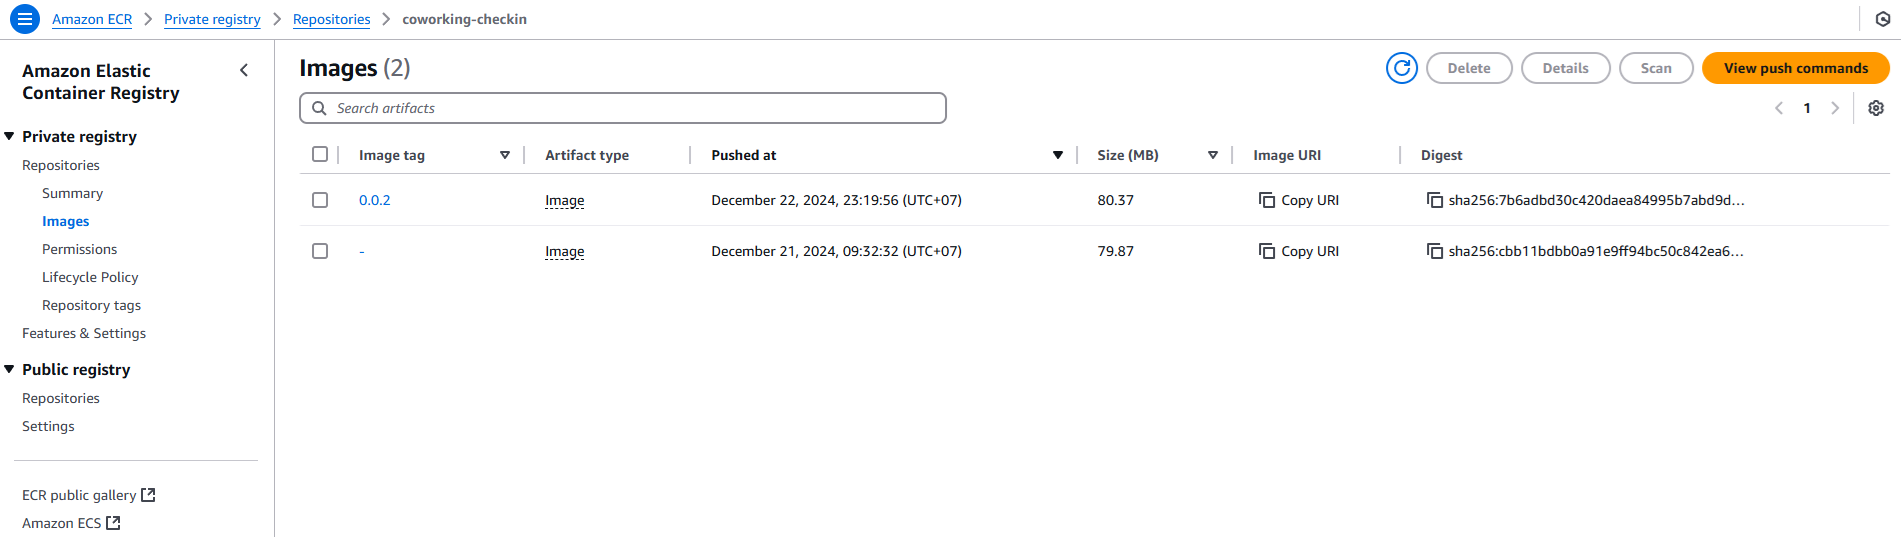 Amazon ECR > Private registry > Repositories > coworking-checkin
Amazon Elastic
Container Registry
Private registry
Repositories
Summary
Images
Permissions
Lifecycle Policy
Repository tags
Features & Settings
Public registry
Repositories
Settings
ECR public gallery
Amazon ECS
Images (2)
Delete
Details
Scan
View push commands
Search artifacts
1
Image tag Artifact type Pushed at Size (MB) Image URI Digest
0.0.2 Image December 22, 2024, 23:19:56 (UTC+07) 80.37 Copy URI sha256:7b6adbd30c420daea84995b7abd9d...
- Image December 21, 2024, 09:32:32 (UTC+07) 79.87 Copy URI sha256:cbb11bdbb0a91e9ff94bc50c842ea6...